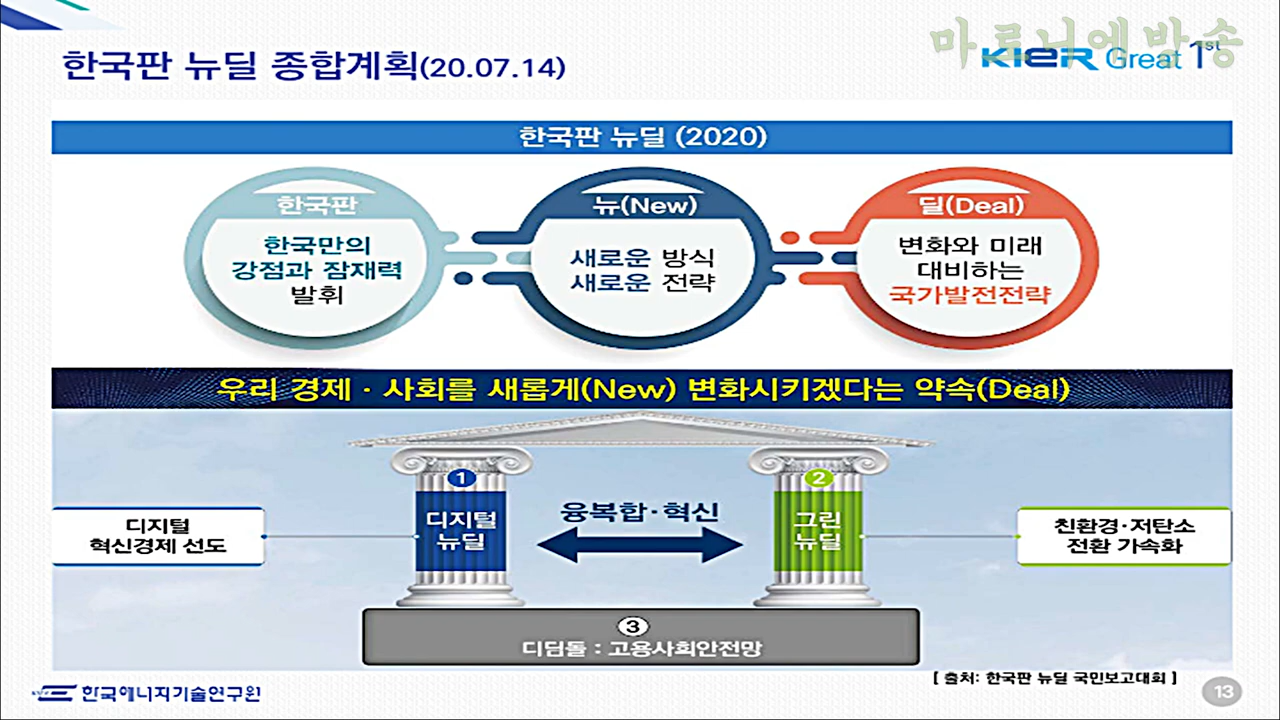 마로니에방송
한국판 뉴딜 종합계획(20.07.14)
KIER Great 1st
한국판 뉴딜 (2020)
한국판
한국만의
강점과 잠재력
발휘
뉴(New)
새로운 방식
새로운 전략
딜(Deal)
변화와 미래
대비하는
국가발전전략
우리 경제·사회를 새롭게(New) 변화시키겠다는 약속(Deal)
디지털
혁신경제 선도
1
디지털
뉴딜
융복합·혁신
2
그린
뉴딜
친환경·저탄소
전환 가속화
3
디딤돌 : 고용사회안전망
[ 출처: 한국판 뉴딜 국민보고대회 ]
한국에너지기술연구원
13